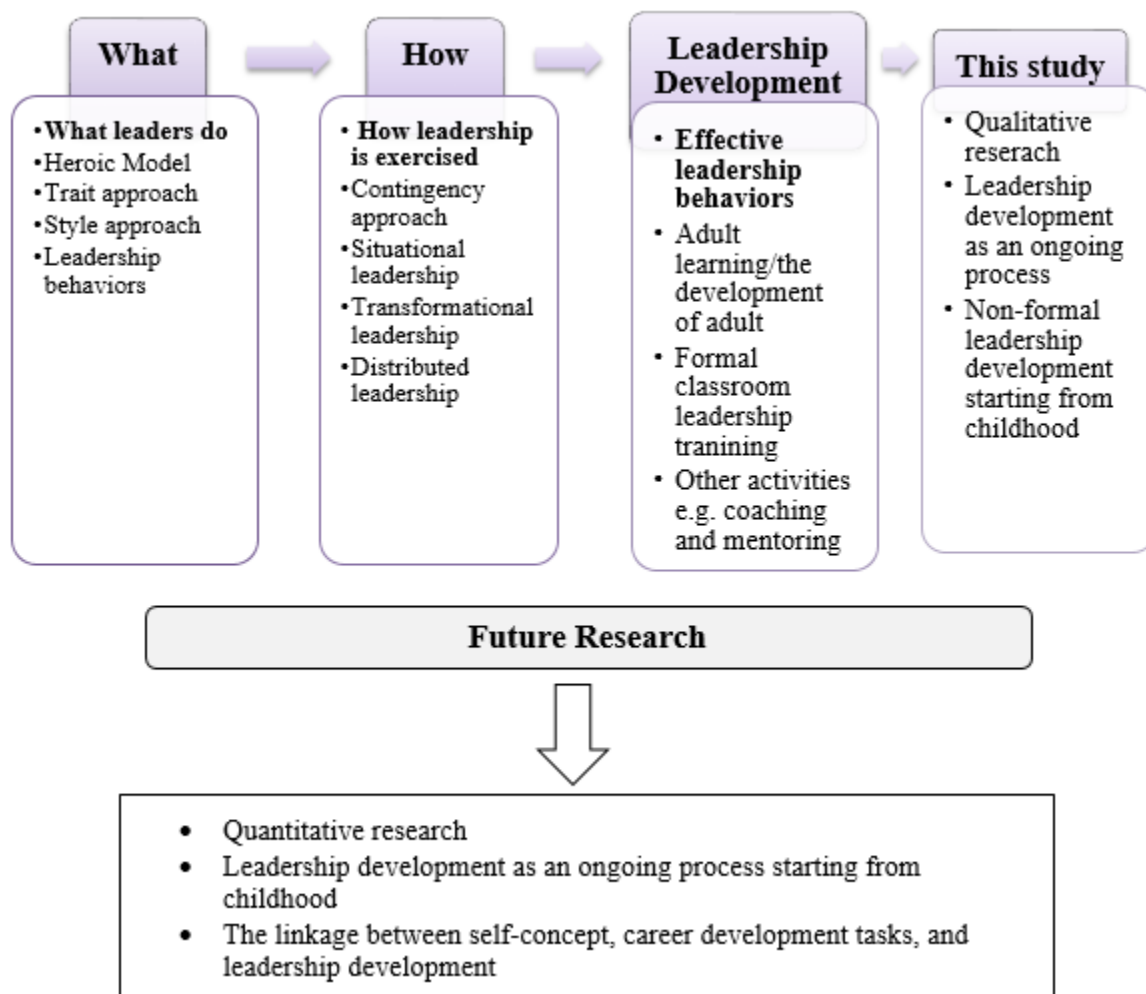 What
•What leaders do
•Heroic Model
•Trait approach
•Style approach
•Leadership
behaviors
How
• How leadership
is exercised
•Contingency
approach
•Situational
leadership
•Transformational
leadership
•Distributed
leadership
Leadership
Development
• Effective
leadership
behaviors
• Adult
learning/the
development
of adult
• Formal
classroom
leadership
tranining
• Other activities
e.g. coaching
and mentoring
This study
• Qualitative
reserach
• Leadership
development
as an ongoing
process
• Non-formal
leadership
development
starting from
childhood
Future Research
• Quantitative research
• Leadership development as an ongoing process starting from
childhood
• The linkage between self-concept, career development tasks, and
leadership development